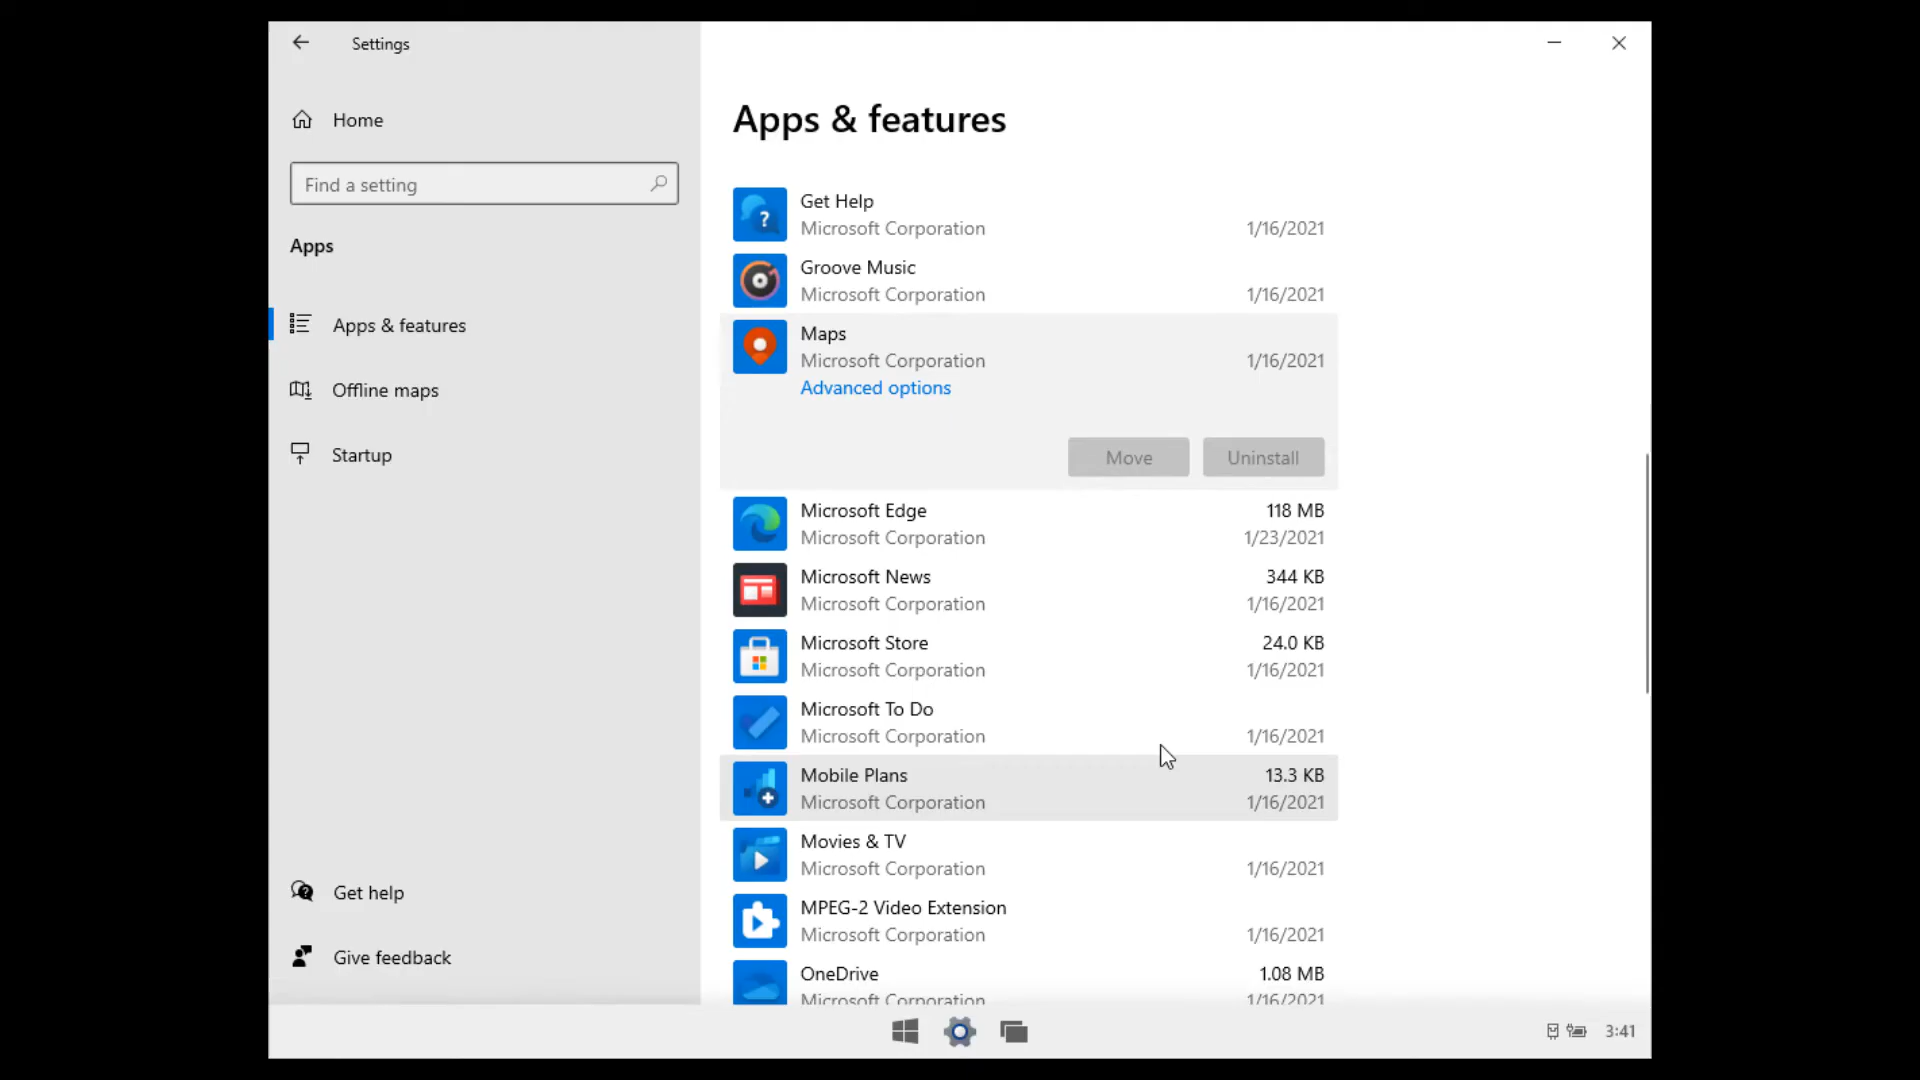 Settings
Home
Find a setting
Apps
Apps & features
Offline maps
Startup
Get help
Give feedback
Apps & features
Get Help
Microsoft Corporation 1/16/2021
Groove Music
Microsoft Corporation 1/16/2021
Maps
Microsoft Corporation 1/16/2021
Advanced options
Move Uninstall
Microsoft Edge 118 MB
Microsoft Corporation 1/23/2021
Microsoft News 344 KB
Microsoft Corporation 1/16/2021
Microsoft Store 24.0 KB
Microsoft Corporation 1/16/2021
Microsoft To Do
Microsoft Corporation 1/16/2021
Mobile Plans 13.3 KB
Microsoft Corporation 1/16/2021
Movies & TV
Microsoft Corporation 1/16/2021
MPEG-2 Video Extension
Microsoft Corporation 1/16/2021
OneDrive 1.08 MB
Microsoft Corporation 1/16/2021
3:41